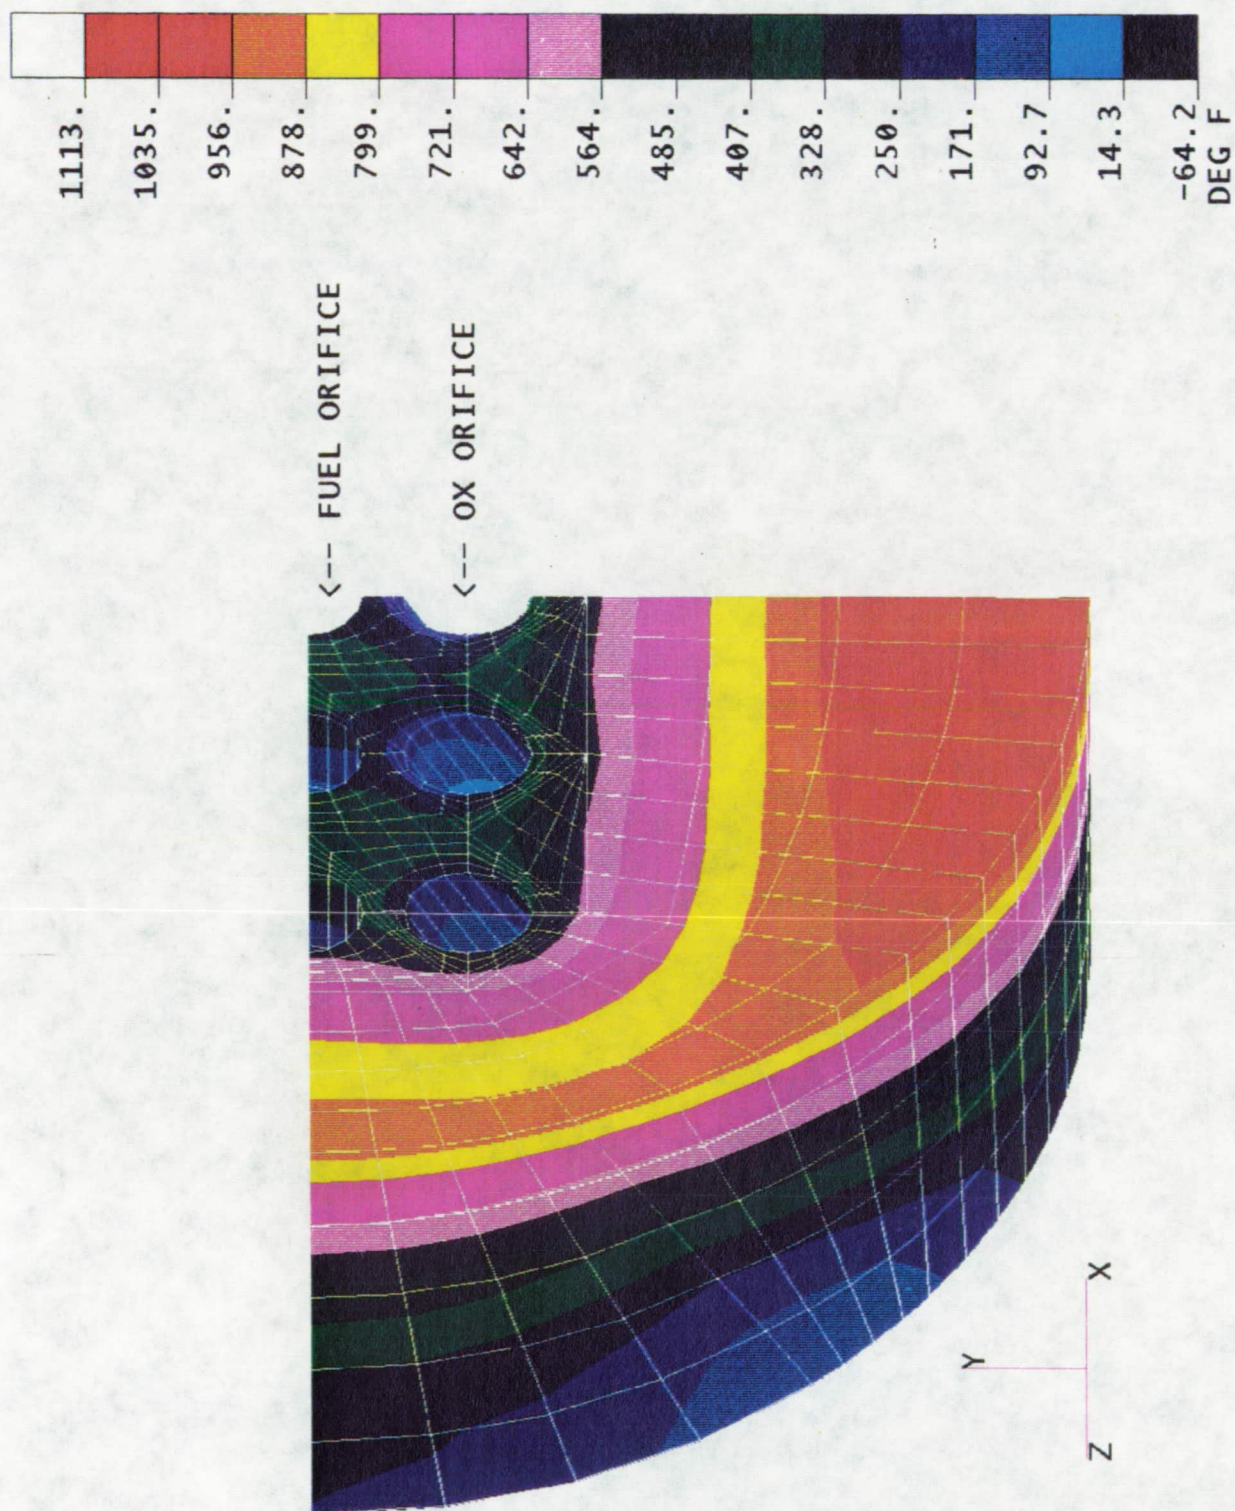 1113.
1035.
956.
878.
799.
721.
642.
564.
485.
407.
328.
250.
171.
92.7
14.3
-64.2
DEG F
<-- FUEL ORIFICE
<-- OX ORIFICE
Y
X
Z